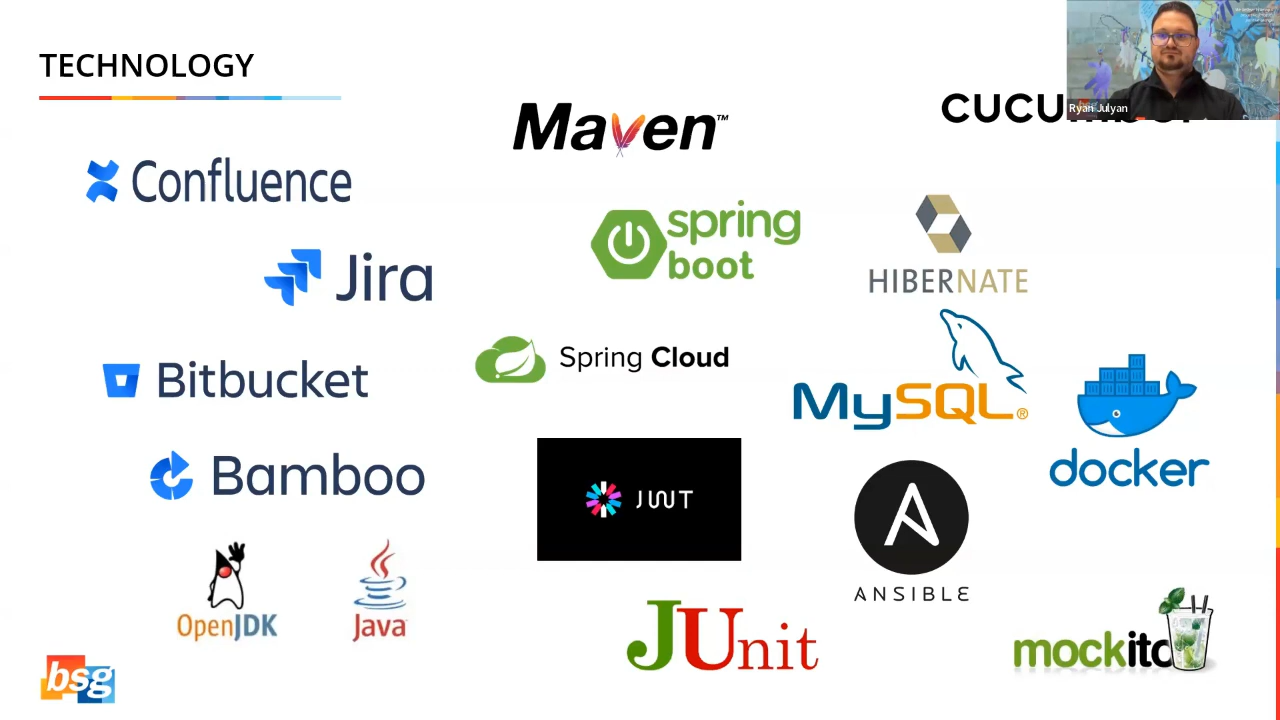 TECHNOLOGY
Ryan Julyan
Maven™
Confluence
spring
boot
HIBERNATE
Jira
Spring Cloud
Bitbucket
MySQL®
docker
Bamboo
JWT
ANSIBLE
OpenJDK
Java
JUnit
mockito
bsg